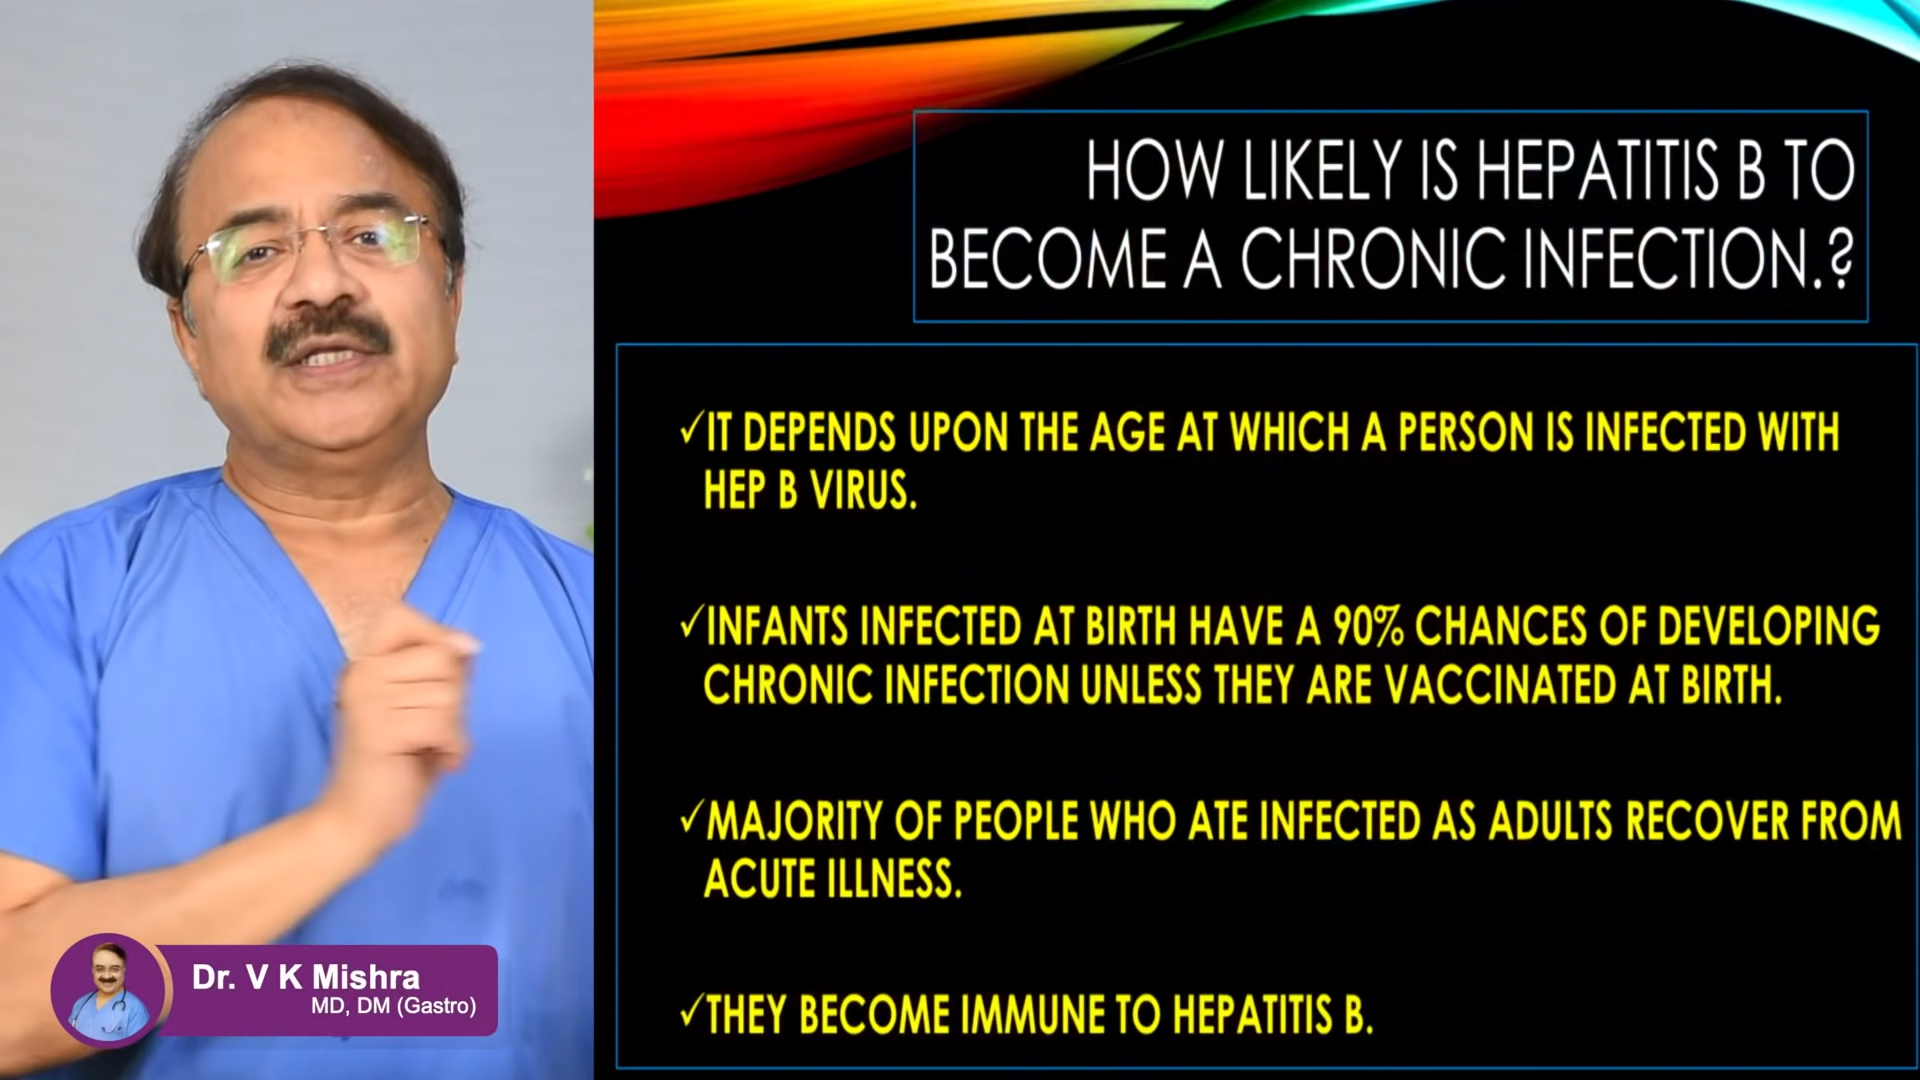 HOW LIKELY IS HEPATITIS B TO
BECOME A CHRONIC INFECTION.?
✓IT DEPENDS UPON THE AGE AT WHICH A PERSON IS INFECTED WITH
HEP B VIRUS.
✓INFANTS INFECTED AT BIRTH HAVE A 90% CHANCES OF DEVELOPING
CHRONIC INFECTION UNLESS THEY ARE VACCINATED AT BIRTH.
✓MAJORITY OF PEOPLE WHO ATE INFECTED AS ADULTS RECOVER FROM
ACUTE ILLNESS.
✓THEY BECOME IMMUNE TO HEPATITIS B.
Dr. V K Mishra
MD, DM (Gastro)